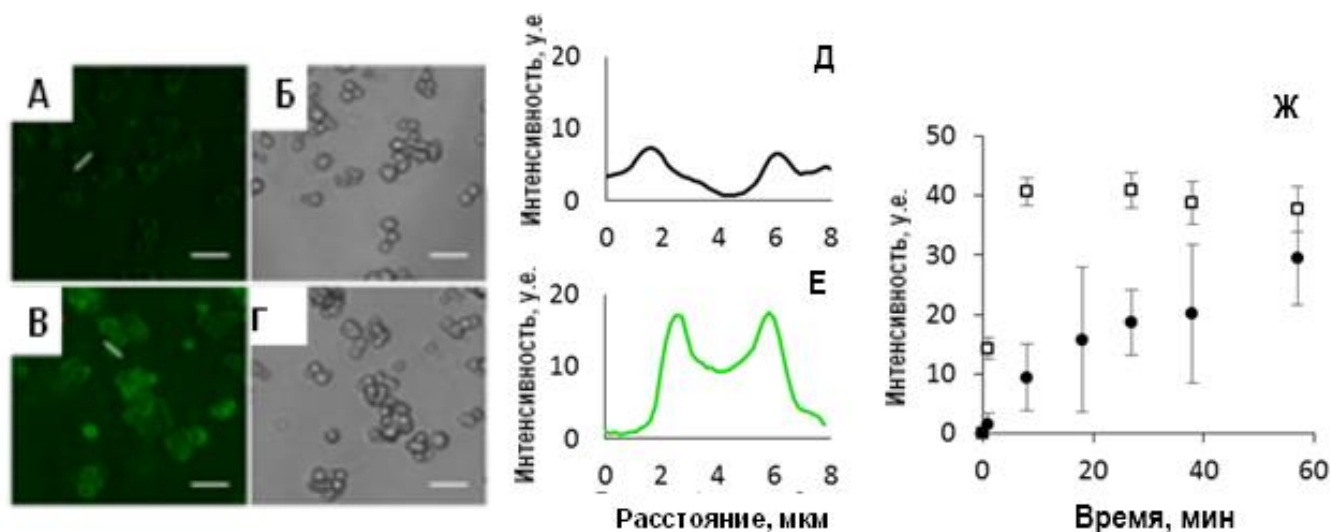 А
Б
В
Г
Интенсивность, у.е
20
10
0
0 2 4 6 8
Д
Интенсивность, у.е.
20
10
0
0 2 4 6 8
Е
Расстояние, мкм
Интенсивность, у.е.
50
40
30
20
10
0
0 20 40 60
Ж
Время, мин